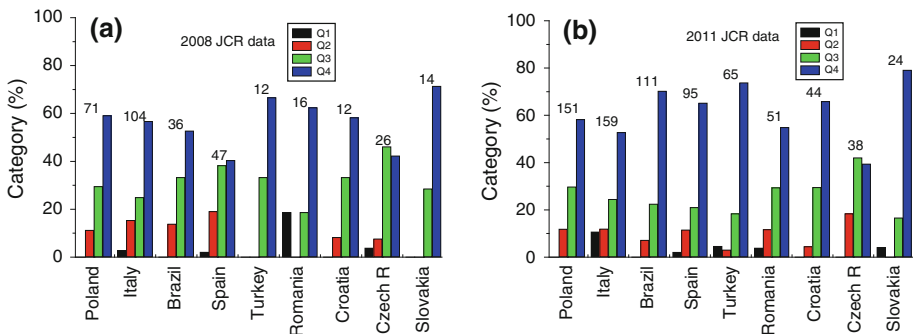 100
80
60
40
20
0
Category (%)
(a)
2008 JCR data
Q1
Q2
Q3
Q4
71
104
36
47
12
16
12
26
14
Poland
Italy
Brazil
Spain
Turkey
Romania
Croatia
Czech R
Slovakia
100
80
60
40
20
0
Category (%)
(b)
2011 JCR data
Q1
Q2
Q3
Q4
151
159
111
95
65
51
44
38
24
Poland
Italy
Brazil
Spain
Turkey
Romania
Croatia
Czech R
Slovakia